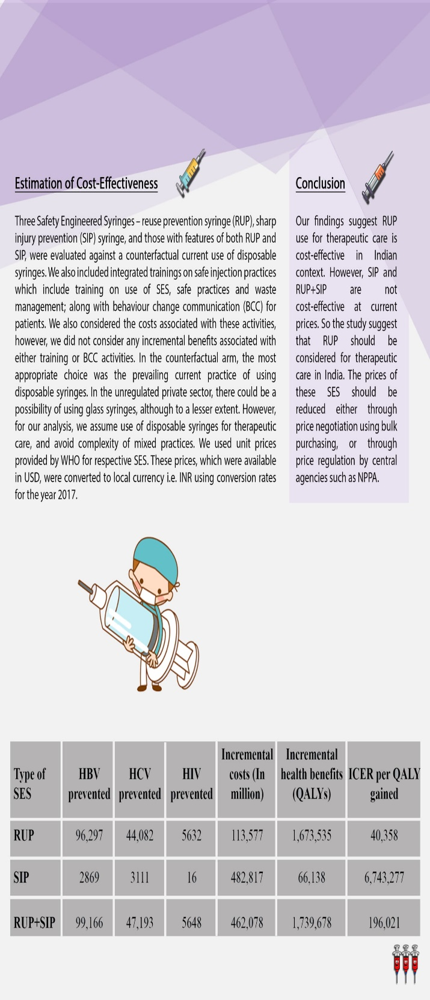 Estimation of Cost-Effectiveness
Three Safety Engineered Syringes – reuse prevention syringe (RUP), sharp
injury prevention (SIP) syringe, and those with features of both RUP and
SIP, were evaluated against a counterfactual current use of disposable
syringes. We also included integrated trainings on safe injection practices
which include training on use of SES, safe practices and waste
management; along with behaviour change communication (BCC) for
patients. We also considered the costs associated with these activities,
however, we did not consider any incremental benefits associated with
either training or BCC activities. In the counterfactual arm, the most
appropriate choice was the prevailing current practice of using
disposable syringes. In the unregulated private sector, there could be a
possibility of using glass syringes, although to a lesser extent. However,
for our analysis, we assume use of disposable syringes for therapeutic
care, and avoid complexity of mixed practices. We used unit prices
provided by WHO for respective SES. These prices, which were available
in USD, were converted to local currency i.e. INR using conversion rates
for the year 2017.
Conclusion
Our findings suggest RUP
use for therapeutic care is
cost-effective in Indian
context. However, SIP and
RUP+SIP are not
cost-effective at current
prices. So the study suggest
that RUP should be
considered for therapeutic
care in India. The prices of
these SES should be
reduced either through
price negotiation using bulk
purchasing, or through
price regulation by central
agencies such as NPPA.
Type of SES HBV prevented HCV prevented HIV prevented Incremental costs (In million) Incremental health benefits (QALYs) ICER per QALY gained
RUP 96,297 44,082 5632 113,577 1,673,535 40,358
SIP 2869 3111 16 482,817 66,138 6,743,277
RUP+SIP 99,166 47,193 5648 462,078 1,739,678 196,021